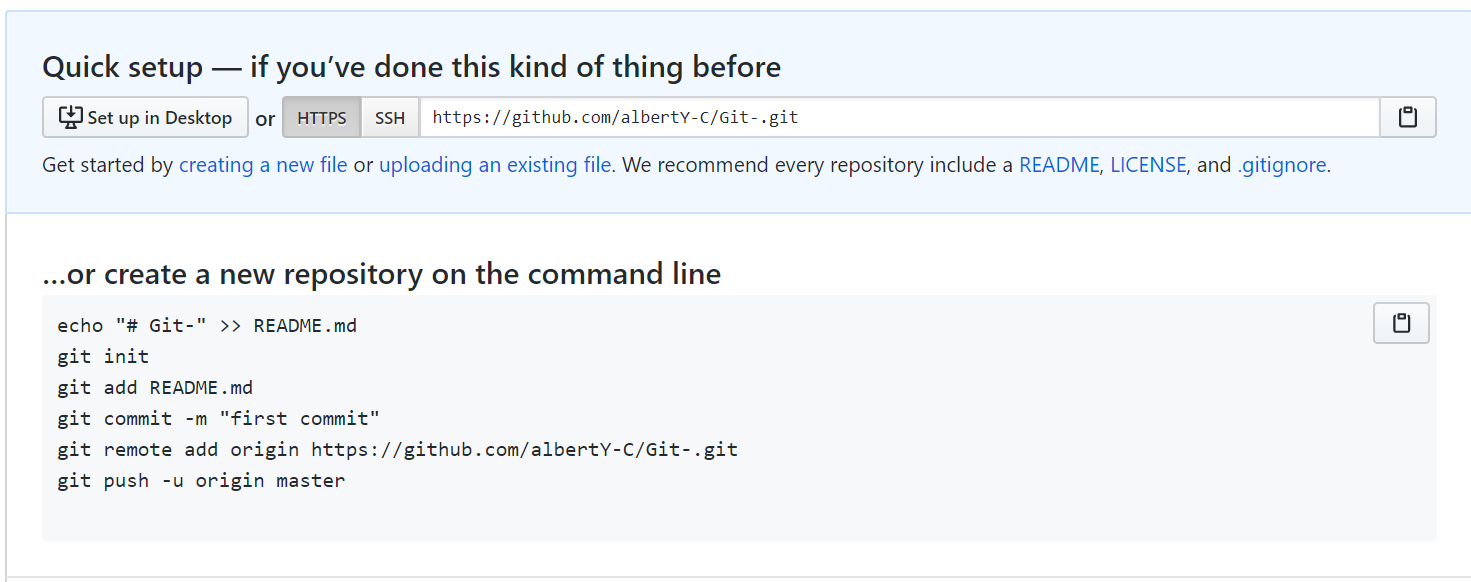 Quick setup — if you’ve done this kind of thing before
Set up in Desktop or HTTPS SSH https://github.com/albertY-C/Git-.git
Get started by creating a new file or uploading an existing file. We recommend every repository include a README, LICENSE, and .gitignore.
…or create a new repository on the command line
echo "# Git-" >> README.md
git init
git add README.md
git commit -m "first commit"
git remote add origin https://github.com/albertY-C/Git-.git
git push -u origin master